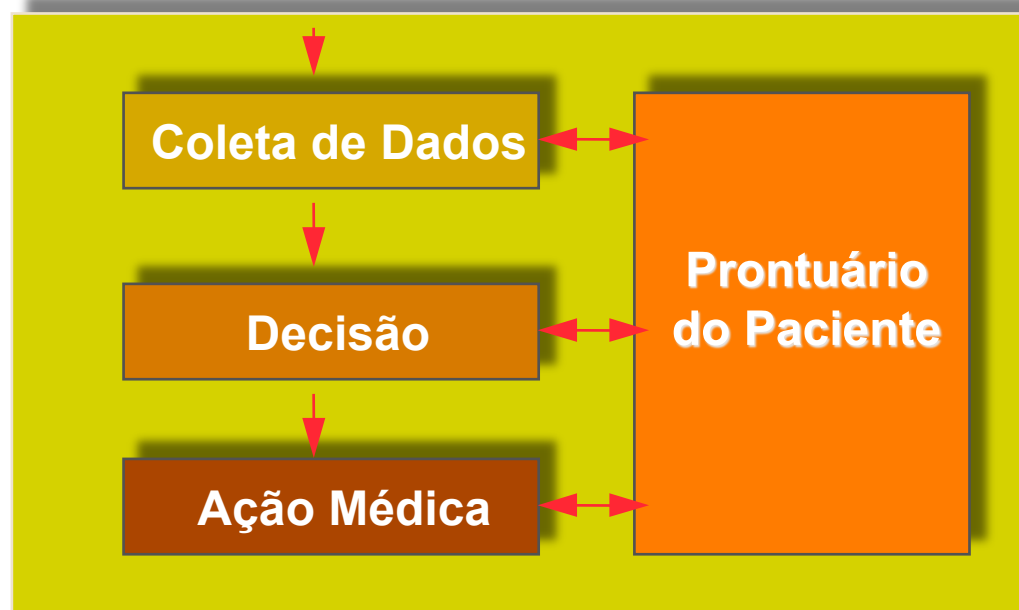 Coleta de Dados
Decisão
Ação Médica
Prontuário
do Paciente